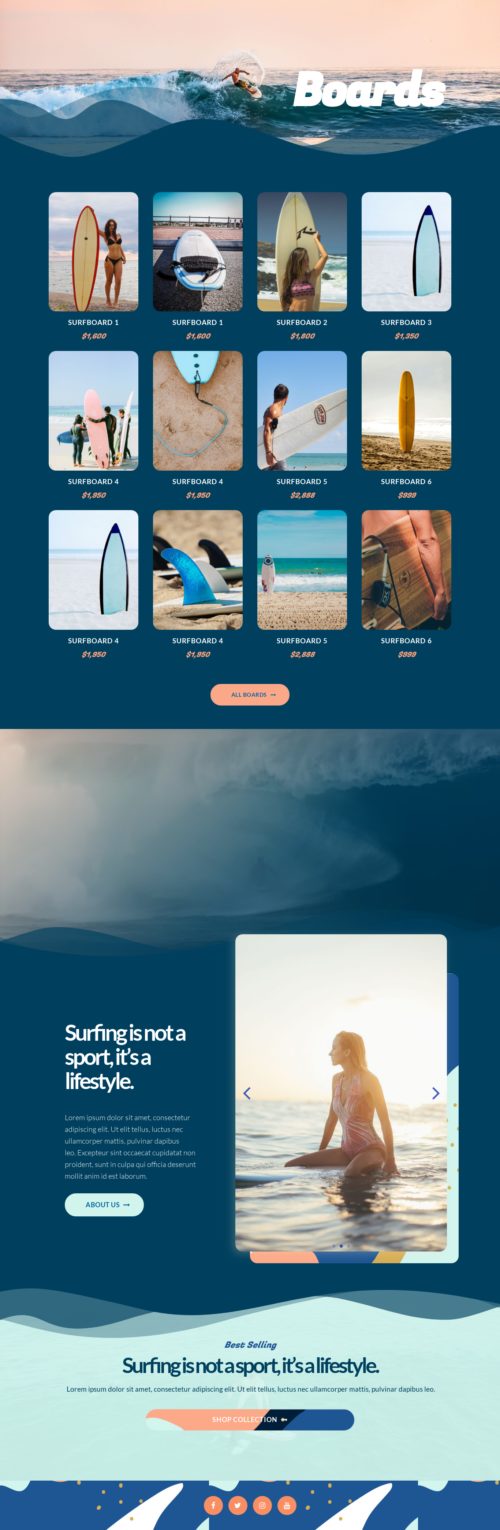 Boards
SURFBOARD 1
$1,600
SURFBOARD 1
$1,600
SURFBOARD 2
$1,800
SURFBOARD 3
$1,350
SURFBOARD 4
$1,950
SURFBOARD 4
$1,950
SURFBOARD 5
$2,888
SURFBOARD 6
$999
SURFBOARD 4
$1,950
SURFBOARD 4
$1,950
SURFBOARD 5
$2,888
SURFBOARD 6
$999
ALL BOARDS
Surfing is not a
sport, it's a
lifestyle.
Lorem ipsum dolor sit amet, consectetur
adipiscing elit. Ut elit tellus, luctus nec
ullamcorper mattis, pulvinar dapibus
leo. Excepteur sint occaecat cupidatat non
proident, sunt in culpa qui officia deserunt
mollit anim id est laborum.
ABOUT US
Best Selling
Surfing is not a sport, it's a lifestyle.
Lorem ipsum dolor sit amet, consectetur adipiscing elit. Ut elit tellus, luctus nec ullamcorper mattis, pulvinar dapibus leo.
SHOP COLLECTION